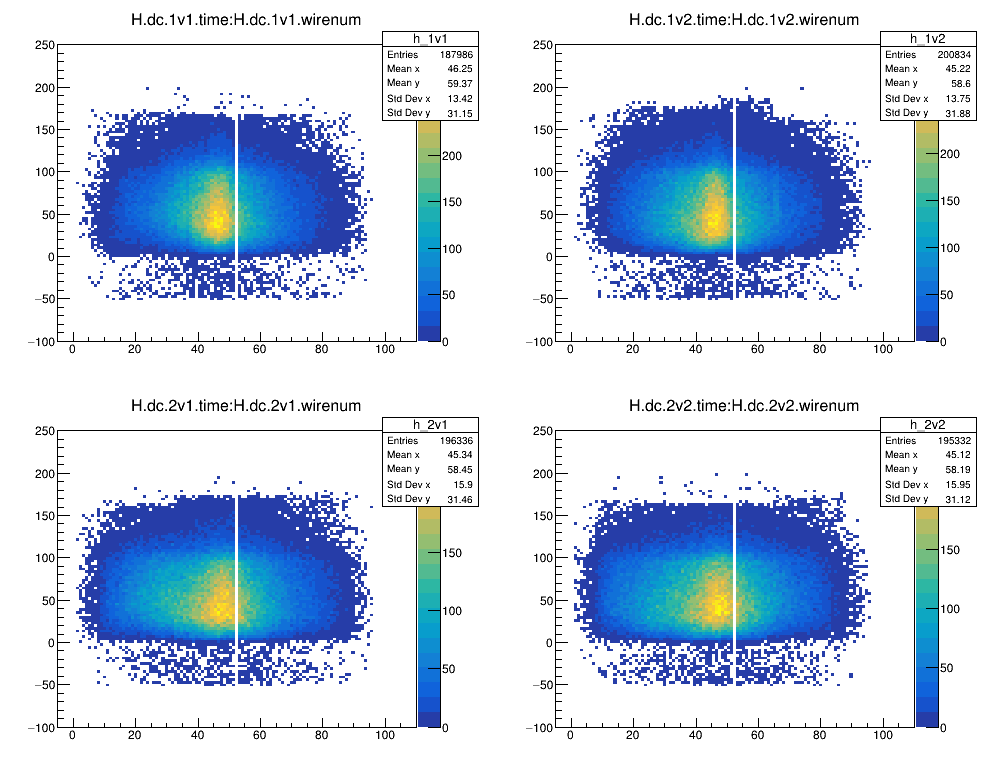 H.dc.1v1.time:H.dc.1v1.wirenum
h_1v1
Entries 187986
Mean x 46.25
Mean y 59.37
Std Dev x 13.42
Std Dev y 31.15
250
200
150
100
50
0
−50
−100
0 20 40 60 80 100
200
150
100
50
0
H.dc.1v2.time:H.dc.1v2.wirenum
h_1v2
Entries 200834
Mean x 45.22
Mean y 58.6
Std Dev x 13.75
Std Dev y 31.88
250
200
150
100
50
0
−50
−100
0 20 40 60 80 100
200
150
100
50
0
H.dc.2v1.time:H.dc.2v1.wirenum
h_2v1
Entries 196336
Mean x 45.34
Mean y 58.45
Std Dev x 15.9
Std Dev y 31.46
250
200
150
100
50
0
−50
−100
0 20 40 60 80 100
150
100
50
0
H.dc.2v2.time:H.dc.2v2.wirenum
h_2v2
Entries 195332
Mean x 45.12
Mean y 58.19
Std Dev x 15.95
Std Dev y 31.12
250
200
150
100
50
0
−50
−100
0 20 40 60 80 100
150
100
50
0